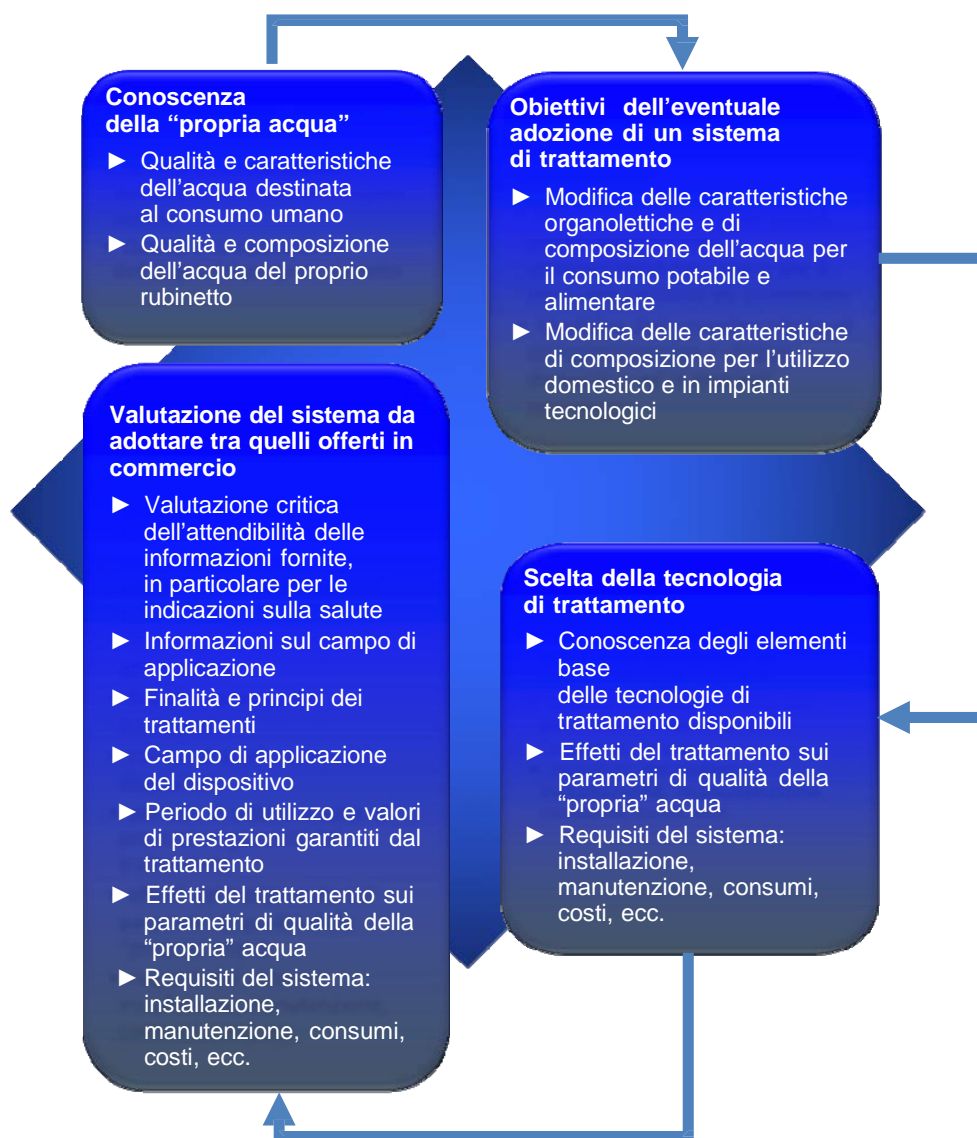 Conoscenza
della “propria acqua”
► Qualità e caratteristiche
dell’acqua destinata
al consumo umano
► Qualità e composizione
dell’acqua del proprio
rubinetto
Obiettivi dell’eventuale
adozione di un sistema
di trattamento
► Modifica delle caratteristiche
organolettiche e di
composizione dell’acqua per
il consumo potabile e
alimentare
► Modifica delle caratteristiche
di composizione per l’utilizzo
domestico e in impianti
tecnologici
Scelta della tecnologia
di trattamento
► Conoscenza degli elementi
base
delle tecnologie di
trattamento disponibili
► Effetti del trattamento sui
parametri di qualità della
“propria” acqua
► Requisiti del sistema:
installazione,
manutenzione, consumi,
costi, ecc.
Valutazione del sistema da
adottare tra quelli offerti in
commercio
► Valutazione critica
dell’attendibilità delle
informazioni fornite,
in particolare per le
indicazioni sulla salute
► Informazioni sul campo di
applicazione
► Finalità e principi dei
trattamenti
► Campo di applicazione
del dispositivo
► Periodo di utilizzo e valori
di prestazioni garantiti dal
trattamento
► Effetti del trattamento sui
parametri di qualità della
“propria” acqua
► Requisiti del sistema:
installazione,
manutenzione, consumi,
costi, ecc.